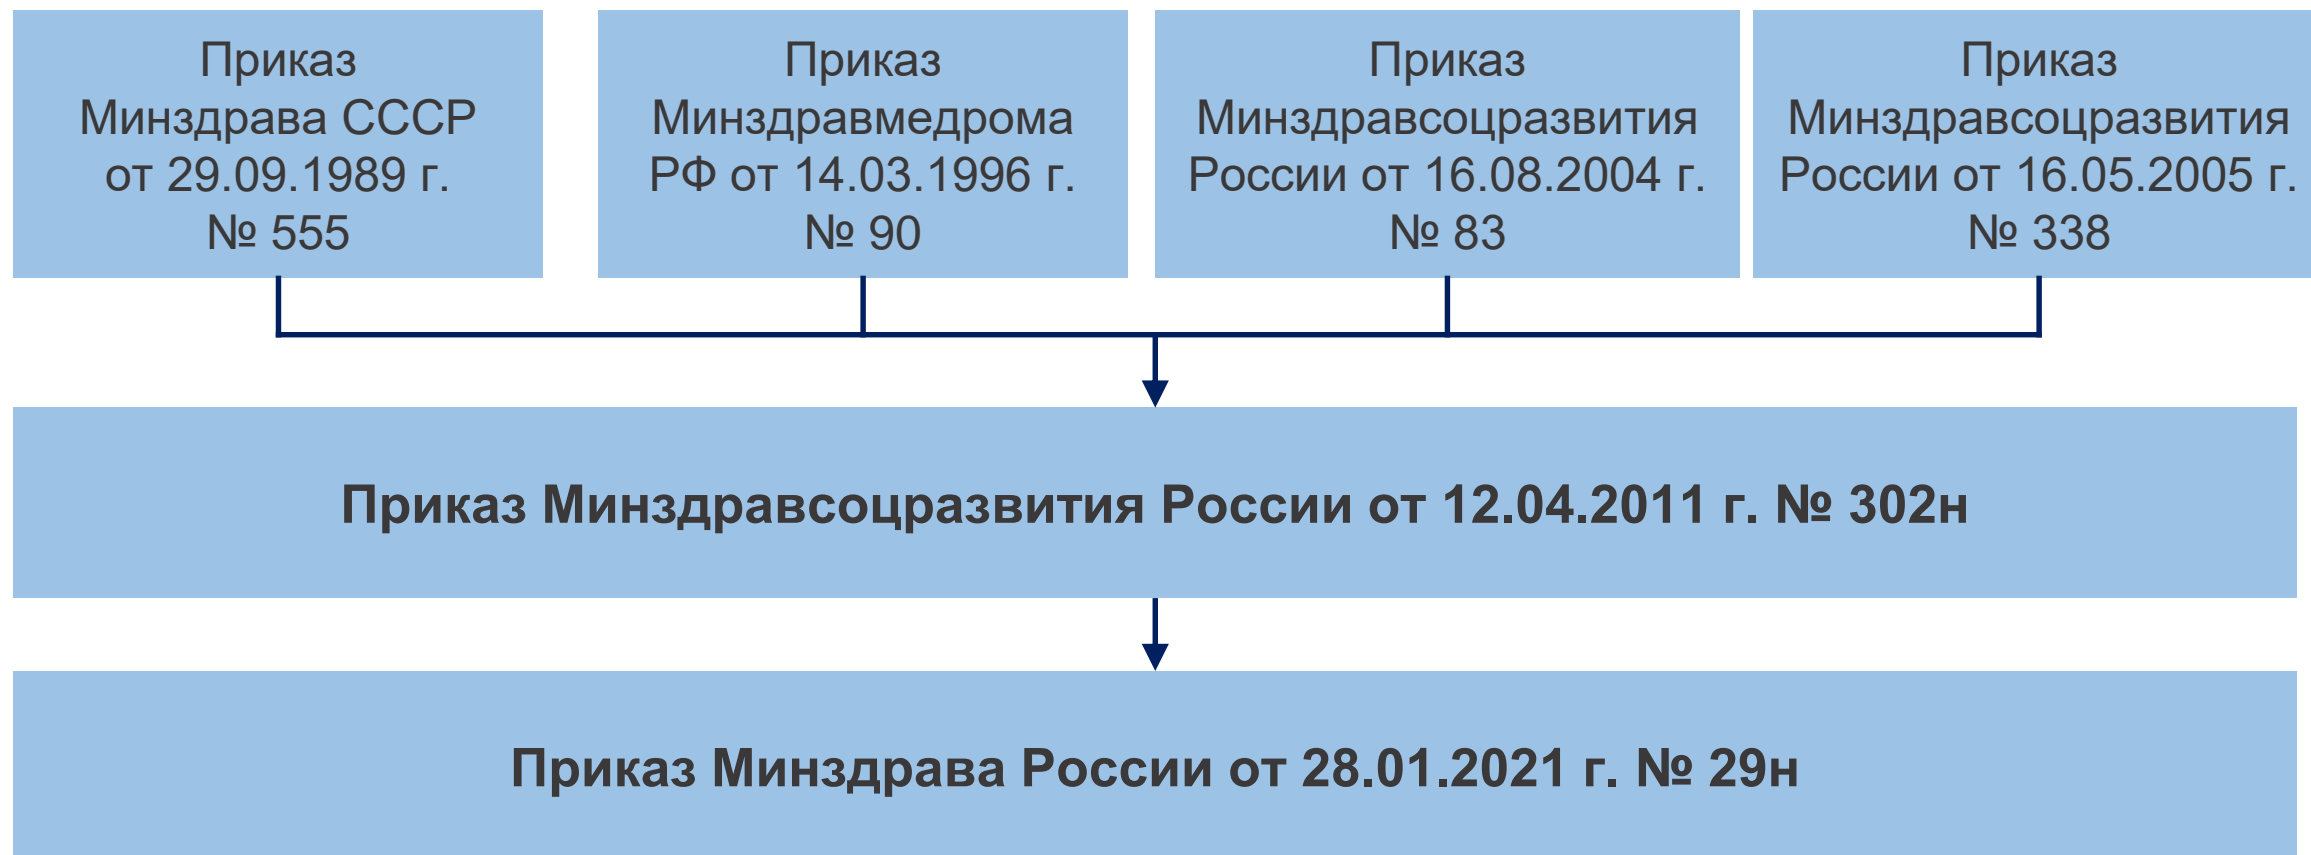 Приказ
Минздрава СССР
от 29.09.1989 г.
№ 555
Приказ
Минздравмедрома
РФ от 14.03.1996 г.
№ 90
Приказ
Минздравсоцразвития
России от 16.08.2004 г.
№ 83
Приказ
Минздравсоцразвития
России от 16.05.2005 г.
№ 338
Приказ Минздравсоцразвития России от 12.04.2011 г. № 302н
Приказ Минздрава России от 28.01.2021 г. № 29н